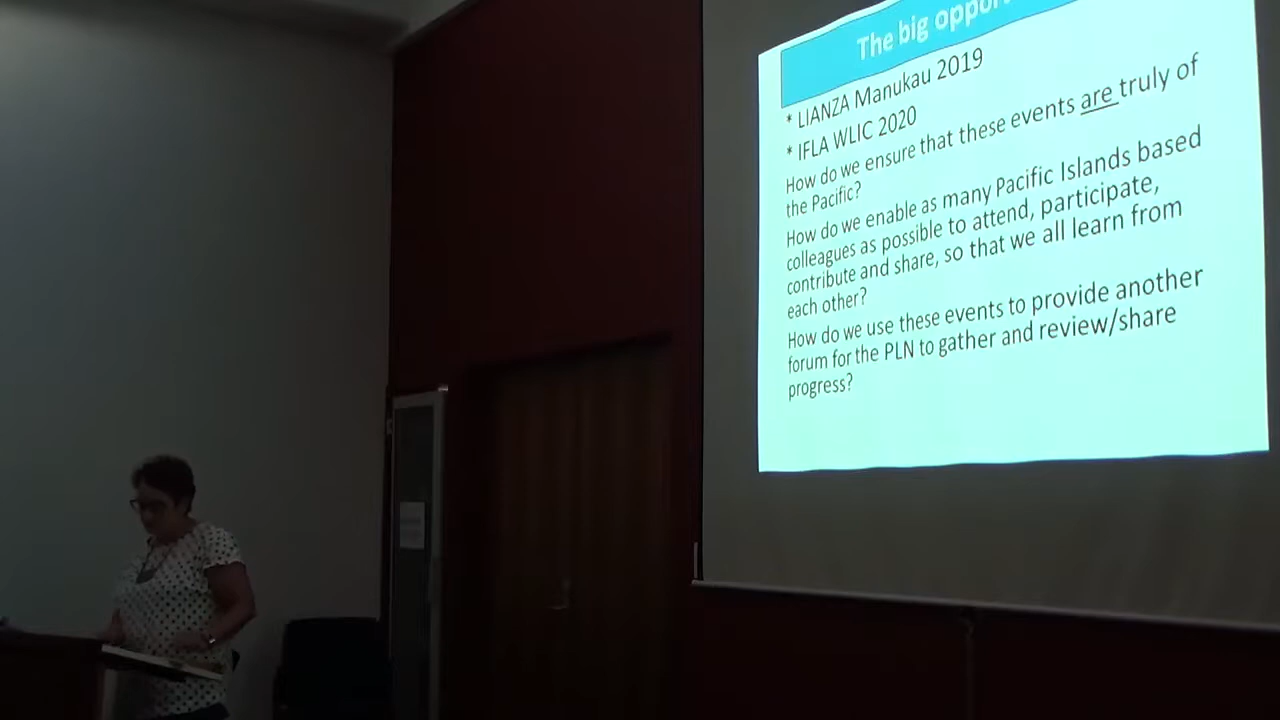 The big
* LIANZA Manukau 2019
* IFLA WLIC 2020
How do we ensure that these events are truly of
the Pacific?
How do we enable as many Pacific Islands based
colleagues as possible to attend, participate,
contribute and share, so that we all learn from
each other?
How do we use these events to provide another
forum for the PLN to gather and review/share
progress?